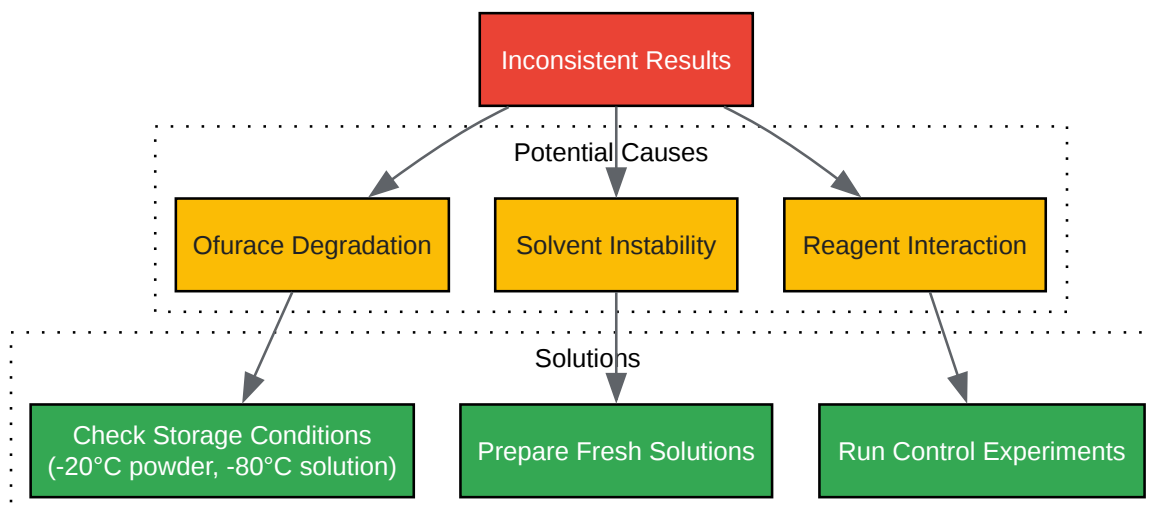 Inconsistent Results
Potential Causes
Ofurace Degradation
Solvent Instability
Reagent Interaction
Solutions
Check Storage Conditions
(-20°C powder, -80°C solution)
Prepare Fresh Solutions
Run Control Experiments